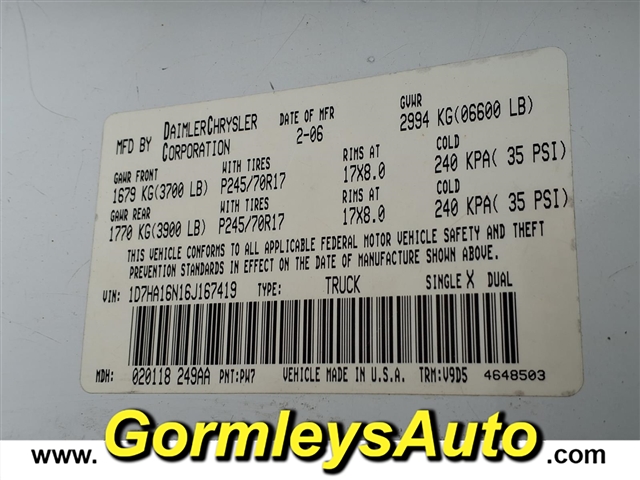 MFD BY DAIMLERCHRYSLER CORPORATION
DATE OF MFR 2-06
GVWR 2994 KG(06600 LB)
GAWR FRONT WITH TIRES RIMS AT COLD
1679 KG(3700 LB) P245/70R17 17X8.0 240 KPA( 35 PSI)
GAWR REAR WITH TIRES RIMS AT COLD
1770 KG(3900 LB) P245/70R17 17X8.0 240 KPA( 35 PSI)
THIS VEHICLE CONFORMS TO ALL APPLICABLE FEDERAL MOTOR VEHICLE SAFETY AND THEFT
PREVENTION STANDARDS IN EFFECT ON THE DATE OF MANUFACTURE SHOWN ABOVE.
VIN: 1D7HA16N16J167419 TYPE: TRUCK SINGLE X DUAL
MDH: 020118 249AA PNT:PW7 VEHICLE MADE IN U.S.A. TRM:V9D5 4648503
www.GormleysAuto.com